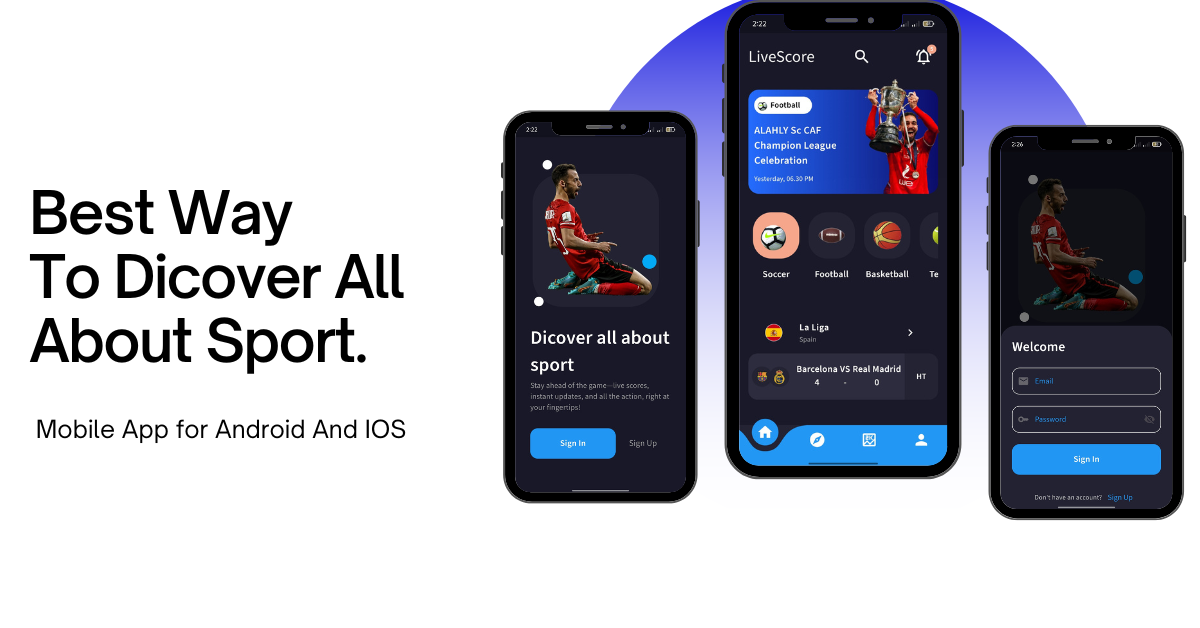 Best Way
To Dicover All
About Sport.
Mobile App for Android And IOS
2:22
Dicover all about
sport
Stay ahead of the game—live scores,
instant updates, and all the action, right at
your fingertips!
Sign In
Sign Up
2:22
LiveScore
Football
ALAHLY Sc CAF
Champion League
Celebration
Yesterday, 06.30 PM
Soccer
Football
Basketball
Te
La Liga
Spain
Barcelona VS Real Madrid
4 - 0
HT
2:26
Welcome
Email
Password
Sign In
Don't have an account? Sign Up